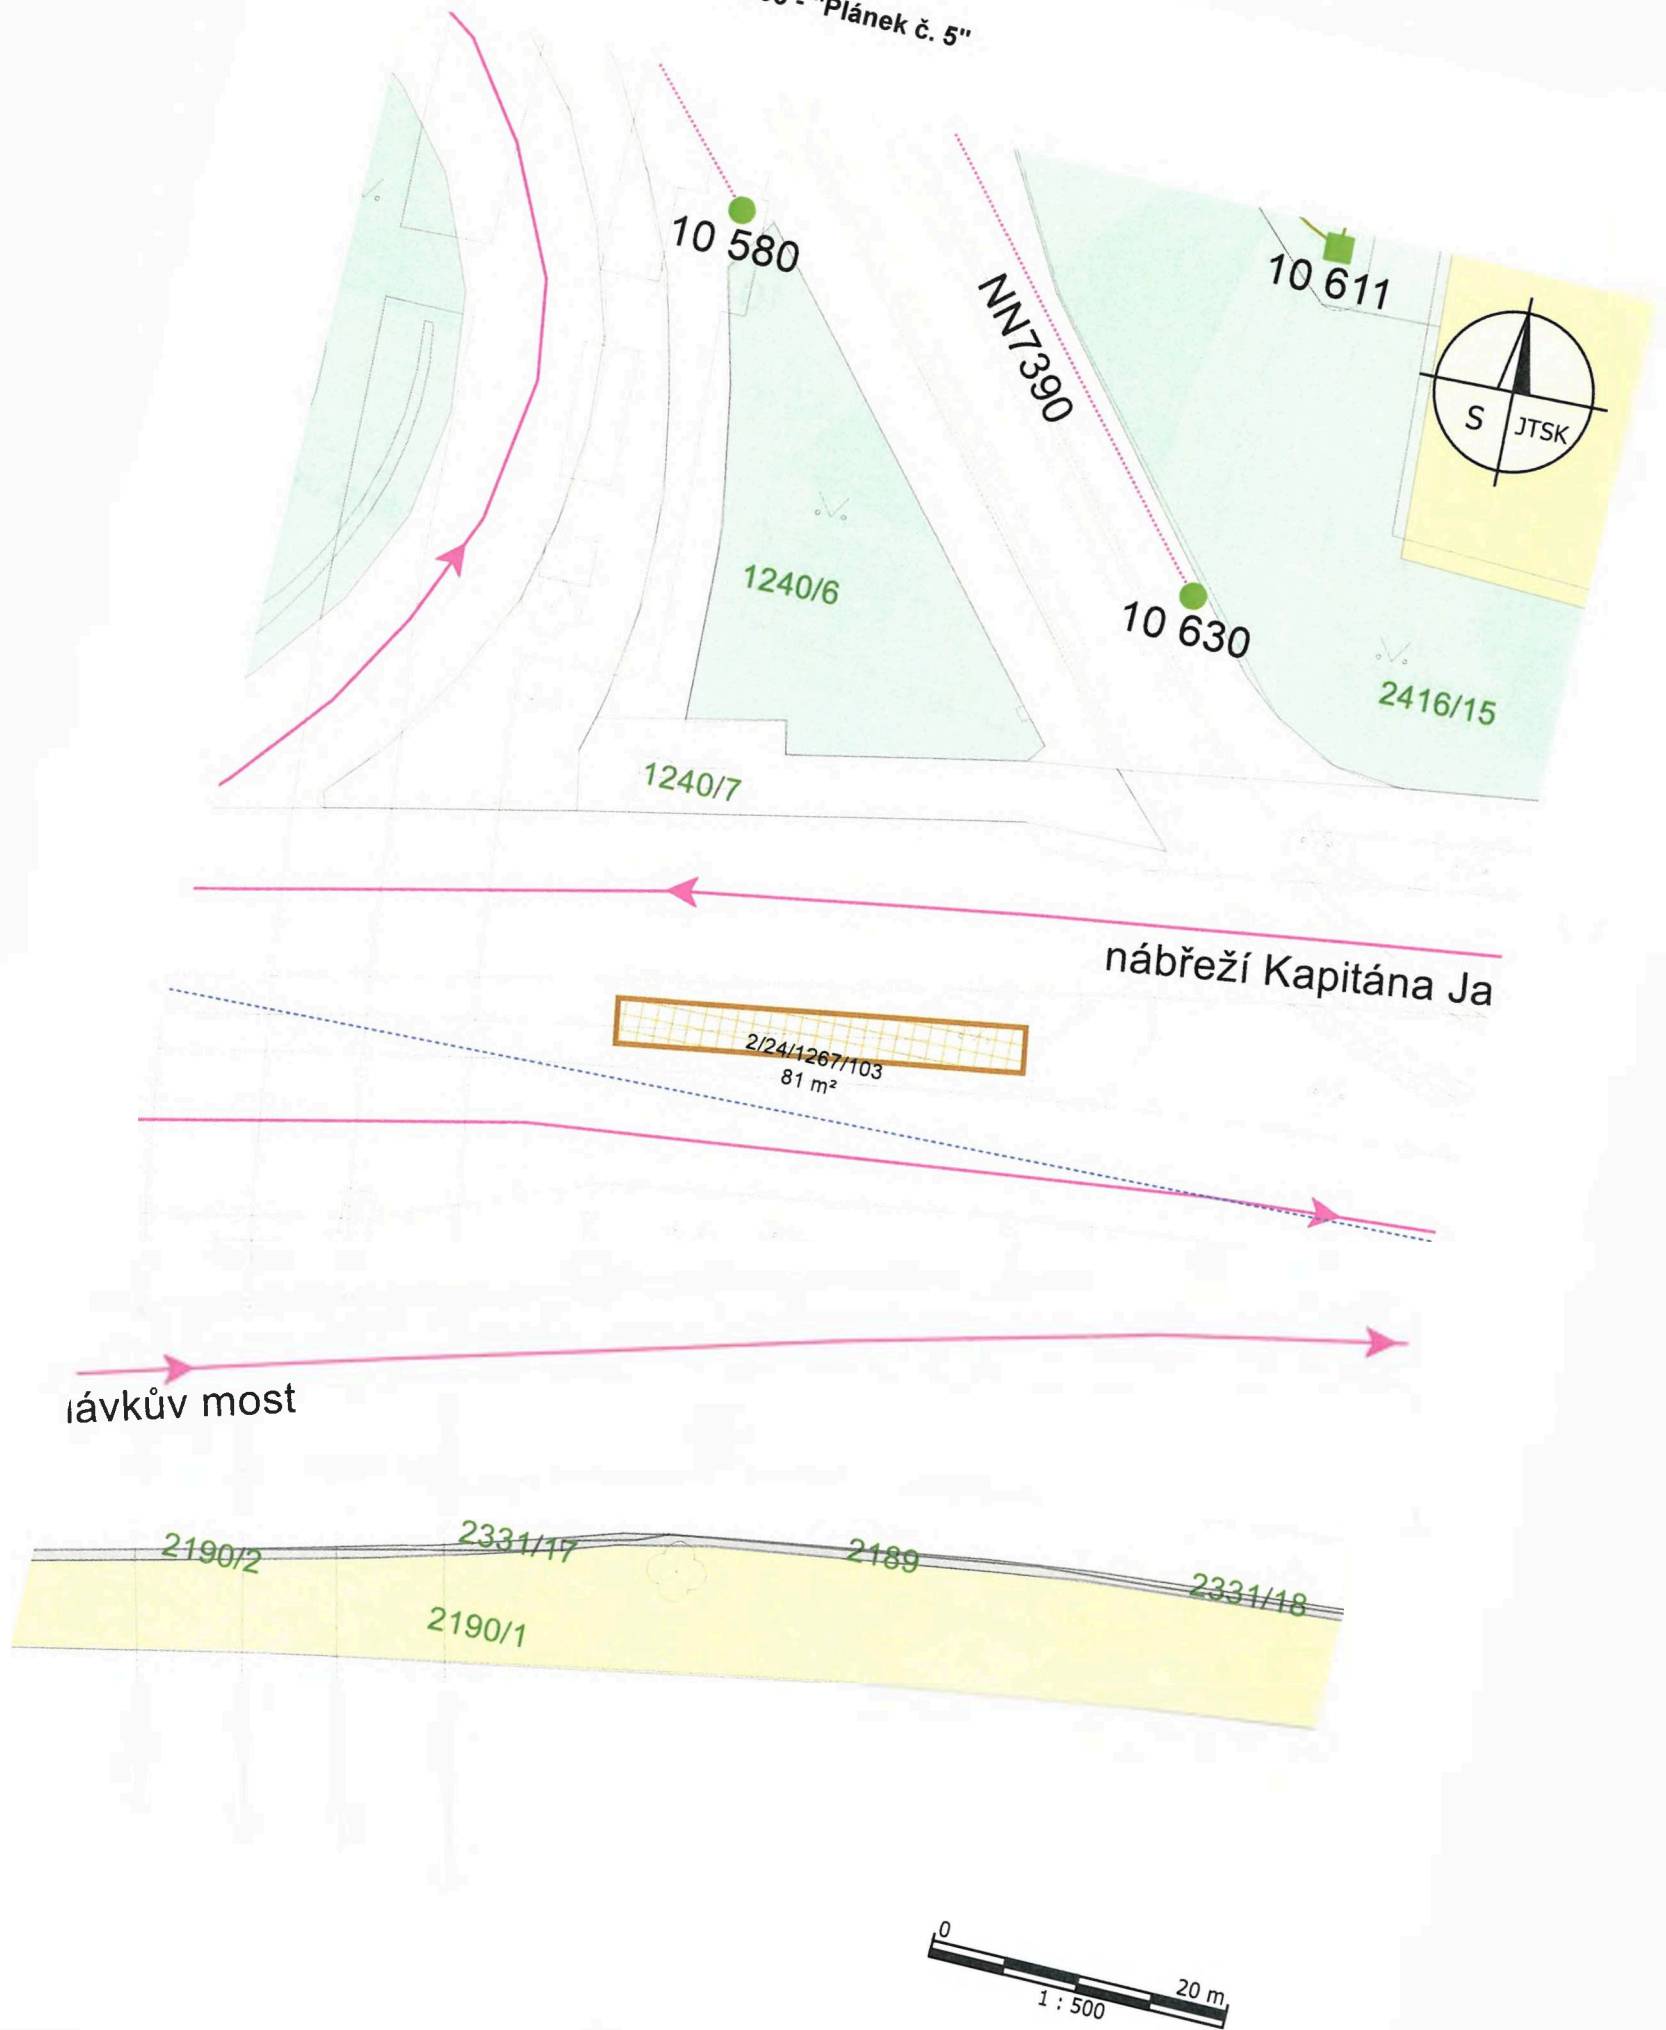 - "Plánek č. 5"
10 580
10 611
NN7390
S JTSK
1240/6
10 630
2416/15
1240/7
nábřeží Kapitána Ja
2/24/1267/103
81 m²
ávkův most
2190/2
2331/17
2189
2331/18
2190/1
0
20 m
1 : 500